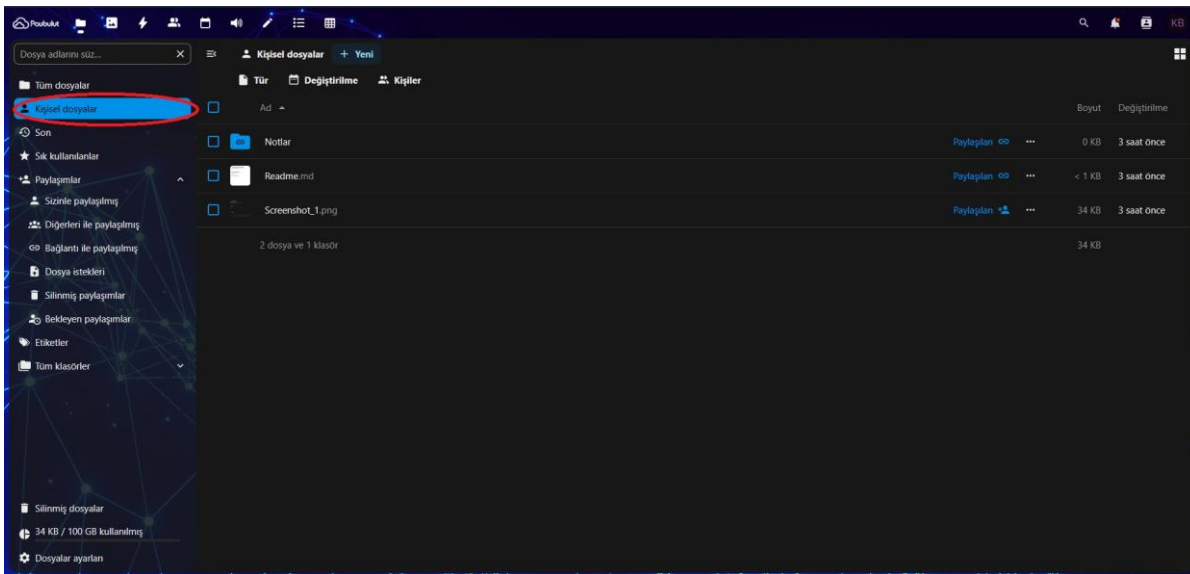 Paubulut
KB
Dosya adlarını süz...
Kişisel dosyalar + Yeni
Tür Değiştirilme Kişiler
Tüm dosyalar
Kişisel dosyalar
Son
Sık kullanılanlar
Paylaşımlar
Sizinle paylaşılmış
Diğerleri ile paylaşılmış
Bağlantı ile paylaşılmış
Dosya istekleri
Silinmiş paylaşımlar
Bekleyen paylaşımlar
Etiketler
Tüm klasörler
Silinmiş dosyalar
34 KB / 100 GB kullanılmış
Dosyalar ayarları
Ad Boyut Değiştirilme
Notlar Paylaşılan 0 KB 3 saat önce
Readme.md Paylaşılan < 1 KB 3 saat önce
Screenshot_1.png Paylaşılan 34 KB 3 saat önce
2 dosya ve 1 klasör 34 KB